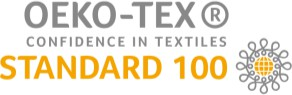 OEKO-TEX®
CONFIDENCE IN TEXTILES
STANDARD 100